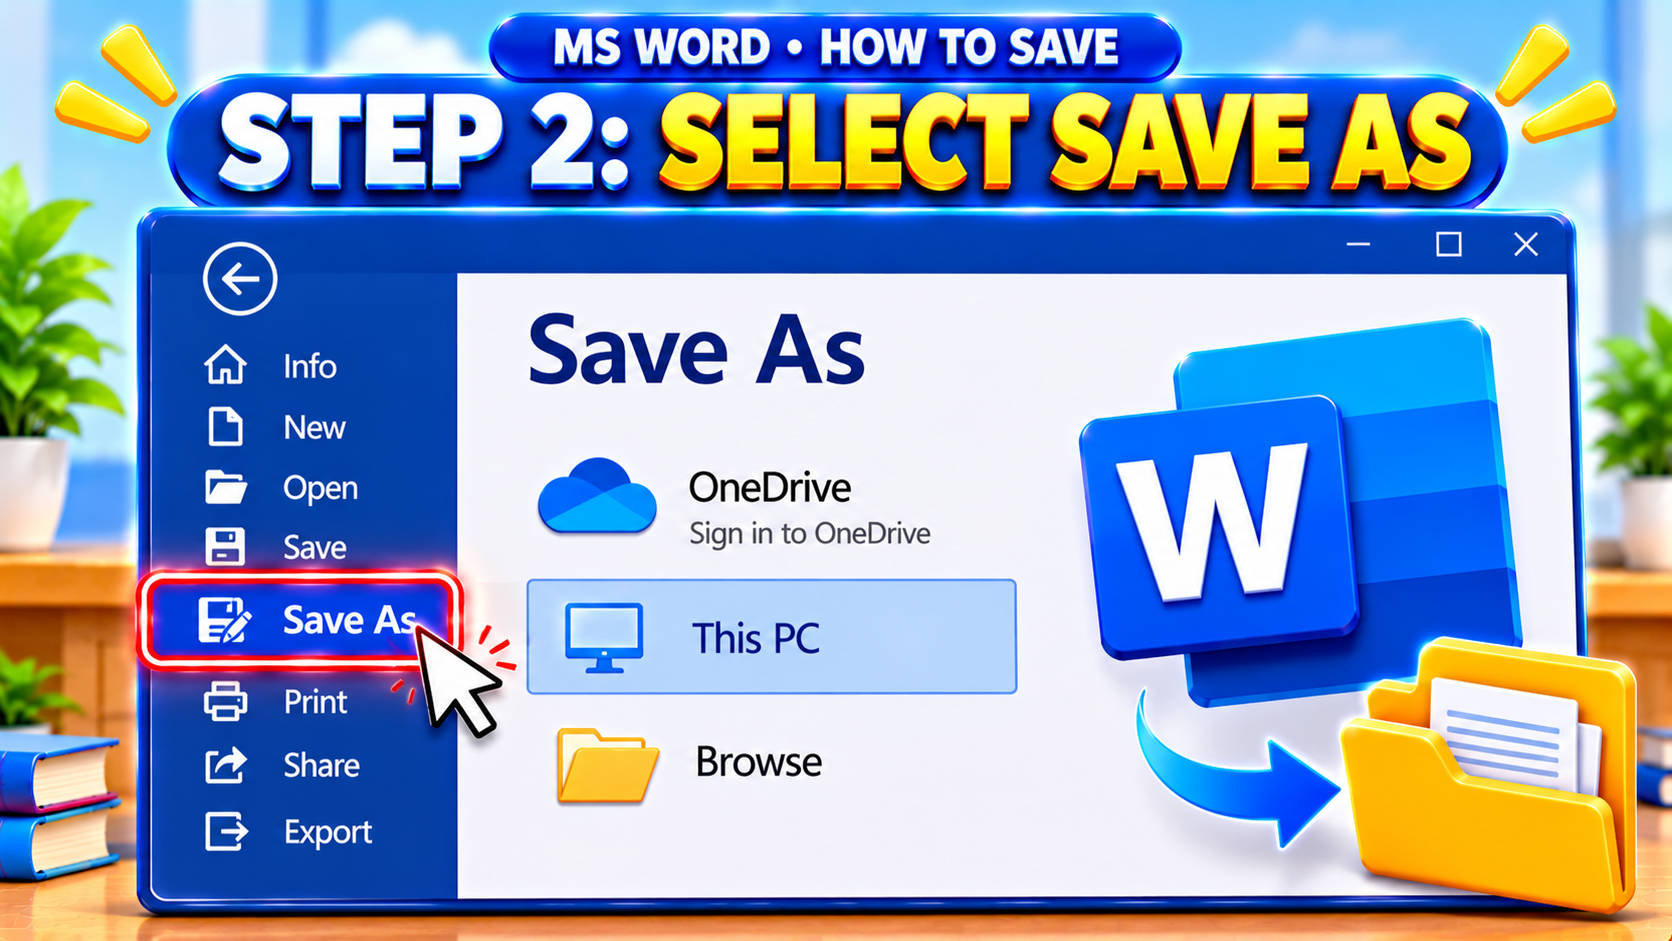 MS WORD • HOW TO SAVE
STEP 2: SELECT SAVE AS
Info
New
Open
Save
Save As
Print
Share
Export
Save As
OneDrive
Sign in to OneDrive
This PC
Browse
W